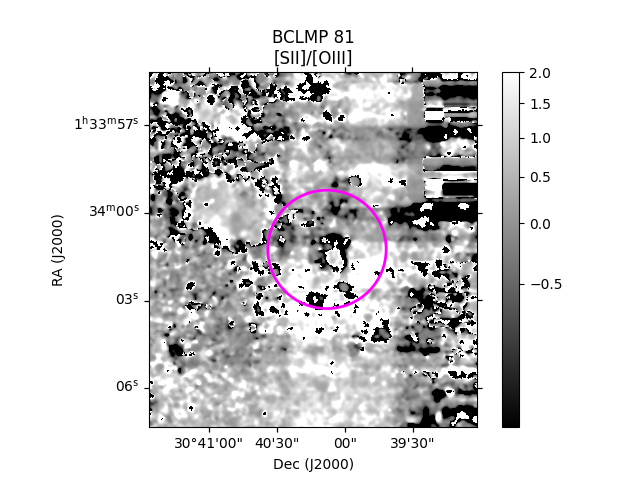 BCLMP 81
[SII]/[OIII]
2.0
1ʰ33ᵐ57ˢ
1.5
1.0
0.5
34ᵐ00ˢ
0.0
RA (J2000)
−0.5
03ˢ
06ˢ
30°41'00" 40'30" 00" 39'30"
Dec (J2000)